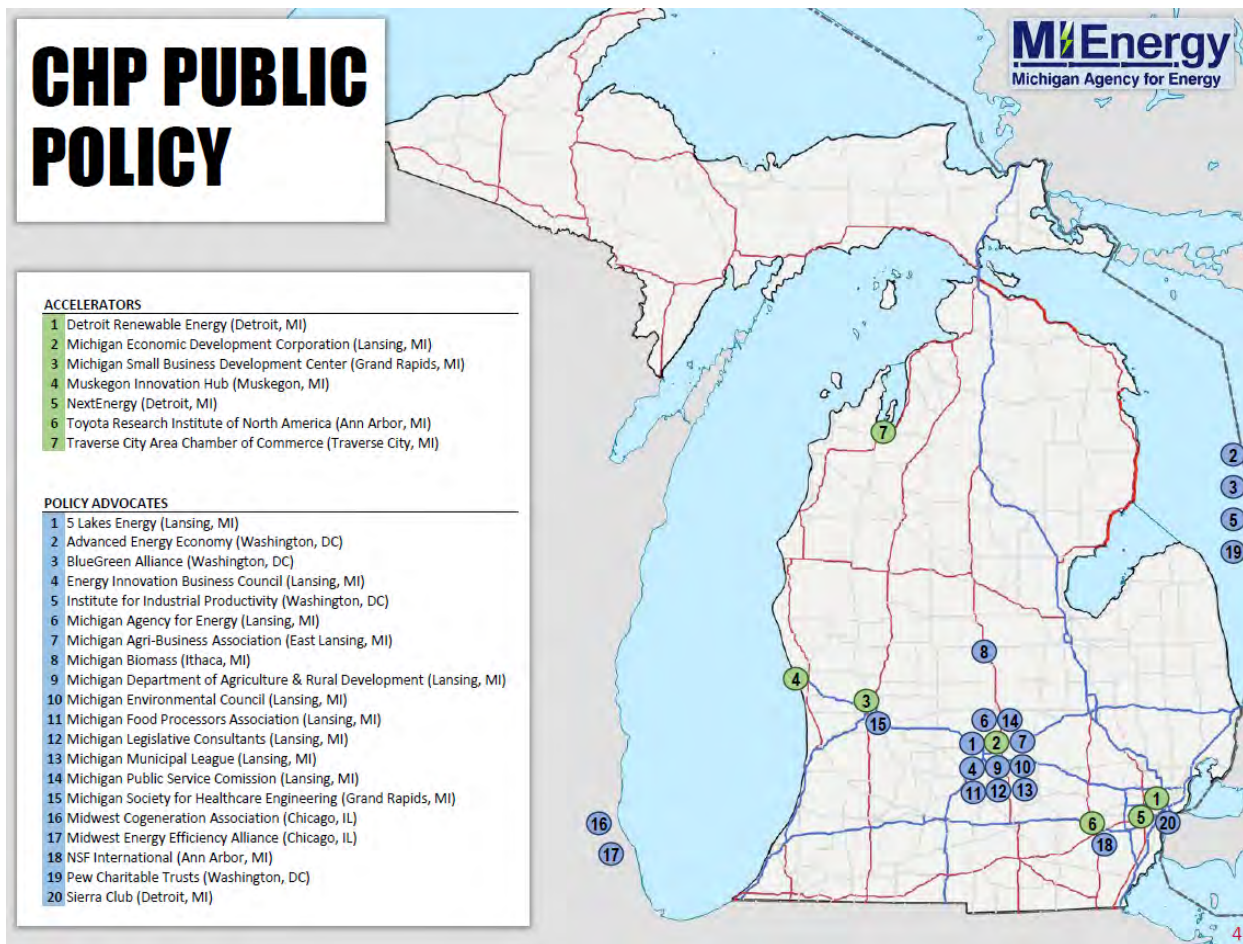 CHP PUBLIC
POLICY
MI Energy
Michigan Agency for Energy
ACCELERATORS
1 Detroit Renewable Energy (Detroit, MI)
2 Michigan Economic Development Corporation (Lansing, MI)
3 Michigan Small Business Development Center (Grand Rapids, MI)
4 Muskegon Innovation Hub (Muskegon, MI)
5 NextEnergy (Detroit, MI)
6 Toyota Research Institute of North America (Ann Arbor, MI)
7 Traverse City Area Chamber of Commerce (Traverse City, MI)
POLICY ADVOCATES
1 5 Lakes Energy (Lansing, MI)
2 Advanced Energy Economy (Washington, DC)
3 BlueGreen Alliance (Washington, DC)
4 Energy Innovation Business Council (Lansing, MI)
5 Institute for Industrial Productivity (Washington, DC)
6 Michigan Agency for Energy (Lansing, MI)
7 Michigan Agri-Business Association (East Lansing, MI)
8 Michigan Biomass (Ithaca, MI)
9 Michigan Department of Agriculture & Rural Development (Lansing, MI)
10 Michigan Environmental Council (Lansing, MI)
11 Michigan Food Processors Association (Lansing, MI)
12 Michigan Legislative Consultants (Lansing, MI)
13 Michigan Municipal League (Lansing, MI)
14 Michigan Public Service Comission (Lansing, MI)
15 Michigan Society for Healthcare Engineering (Grand Rapids, MI)
16 Midwest Cogeneration Association (Chicago, IL)
17 Midwest Energy Efficiency Alliance (Chicago, IL)
18 NSF International (Ann Arbor, MI)
19 Pew Charitable Trusts (Washington, DC)
20 Sierra Club (Detroit, MI)
7
2
3
5
19
8
4
3
15
6 14
1 2 7
4 9 10
11 12 13
1
5 20
6
18
16
17
4